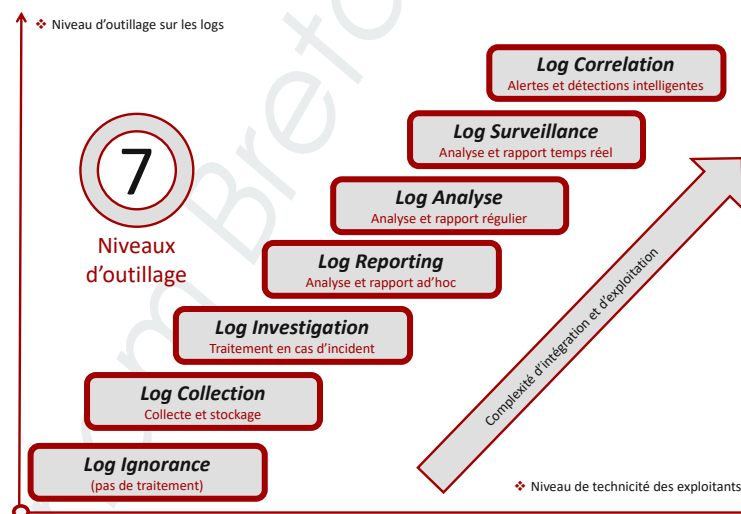 ❖ Niveau d'outillage sur les logs
Log Correlation
Alertes et détections intelligentes
Log Surveillance
Analyse et rapport temps réel
7
Niveaux
d'outillage
Log Analyse
Analyse et rapport régulier
Log Reporting
Analyse et rapport ad'hoc
Log Investigation
Traitement en cas d'incident
Log Collection
Collecte et stockage
Log Ignorance
(pas de traitement)
Complexité d'intégration et d'exploitation
❖ Niveau de technicité des exploitants